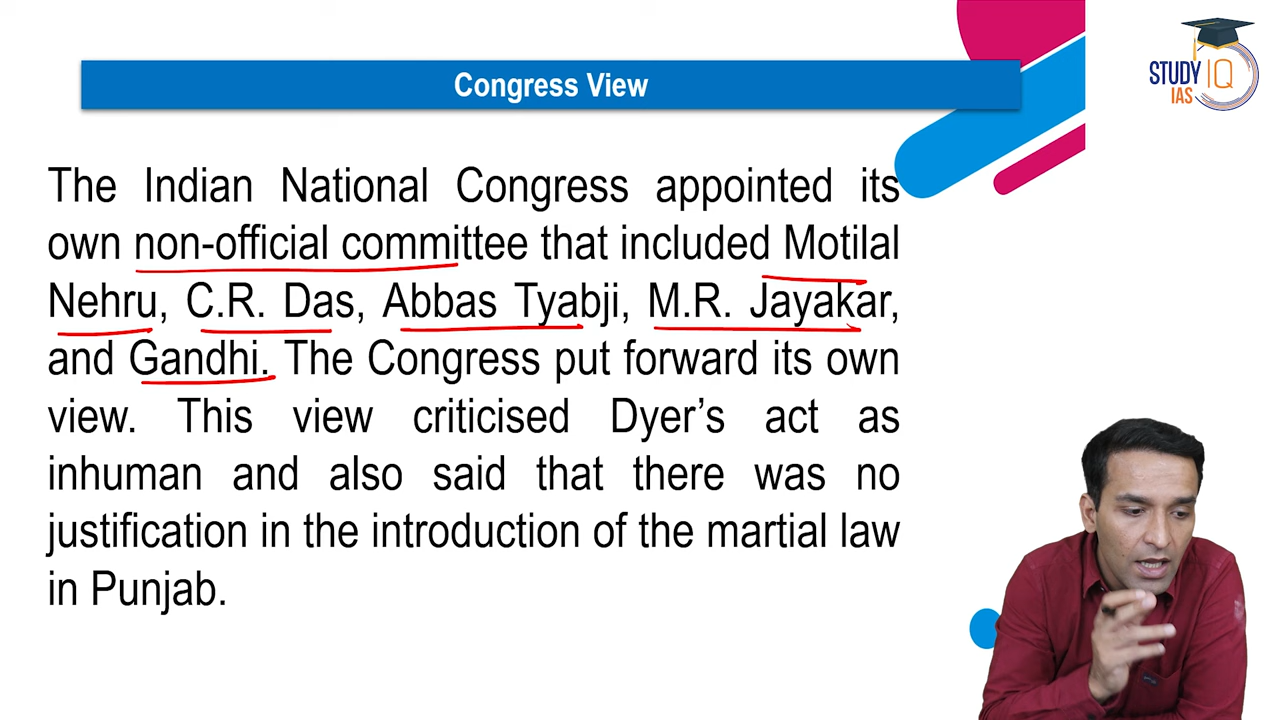 Congress View
STUDY IQ
IAS
The Indian National Congress appointed its
own non-official committee that included Motilal
Nehru, C.R. Das, Abbas Tyabji, M.R. Jayakar,
and Gandhi. The Congress put forward its own
view. This view criticised Dyer’s act as
inhuman and also said that there was no
justification in the introduction of the martial law
in Punjab.